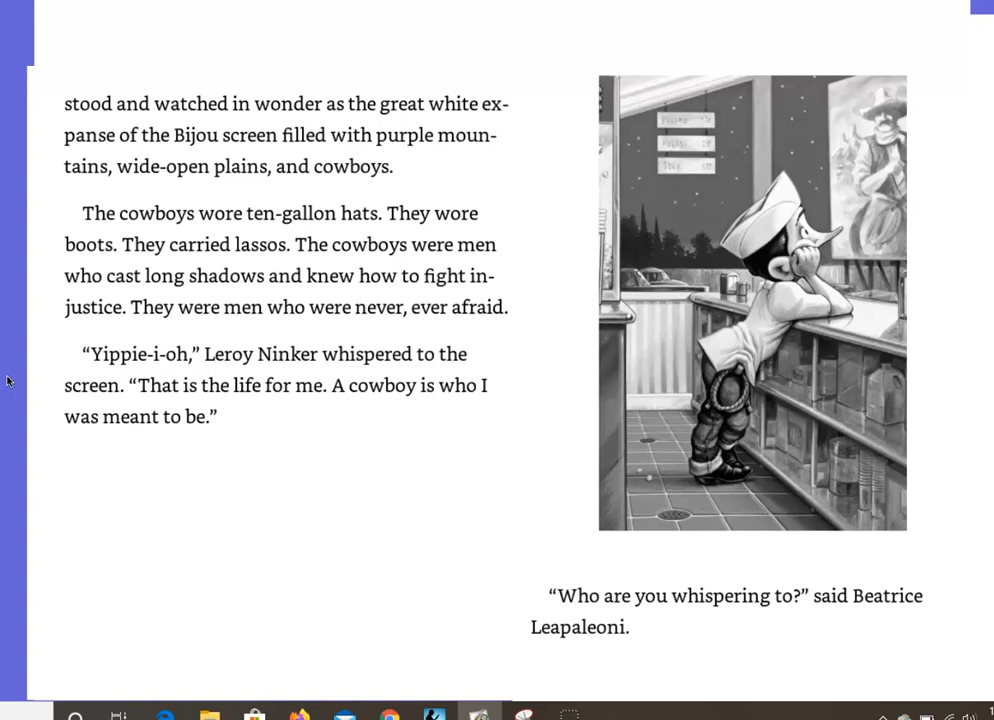 stood and watched in wonder as the great white ex-
panse of the Bijou screen filled with purple moun-
tains, wide-open plains, and cowboys.
The cowboys wore ten-gallon hats. They wore
boots. They carried lassos. The cowboys were men
who cast long shadows and knew how to fight in-
justice. They were men who were never, ever afraid.
“Yippie-i-oh,” Leroy Ninker whispered to the
screen. “That is the life for me. A cowboy is who I
was meant to be.”
“Who are you whispering to?” said Beatrice
Leapaleoni.